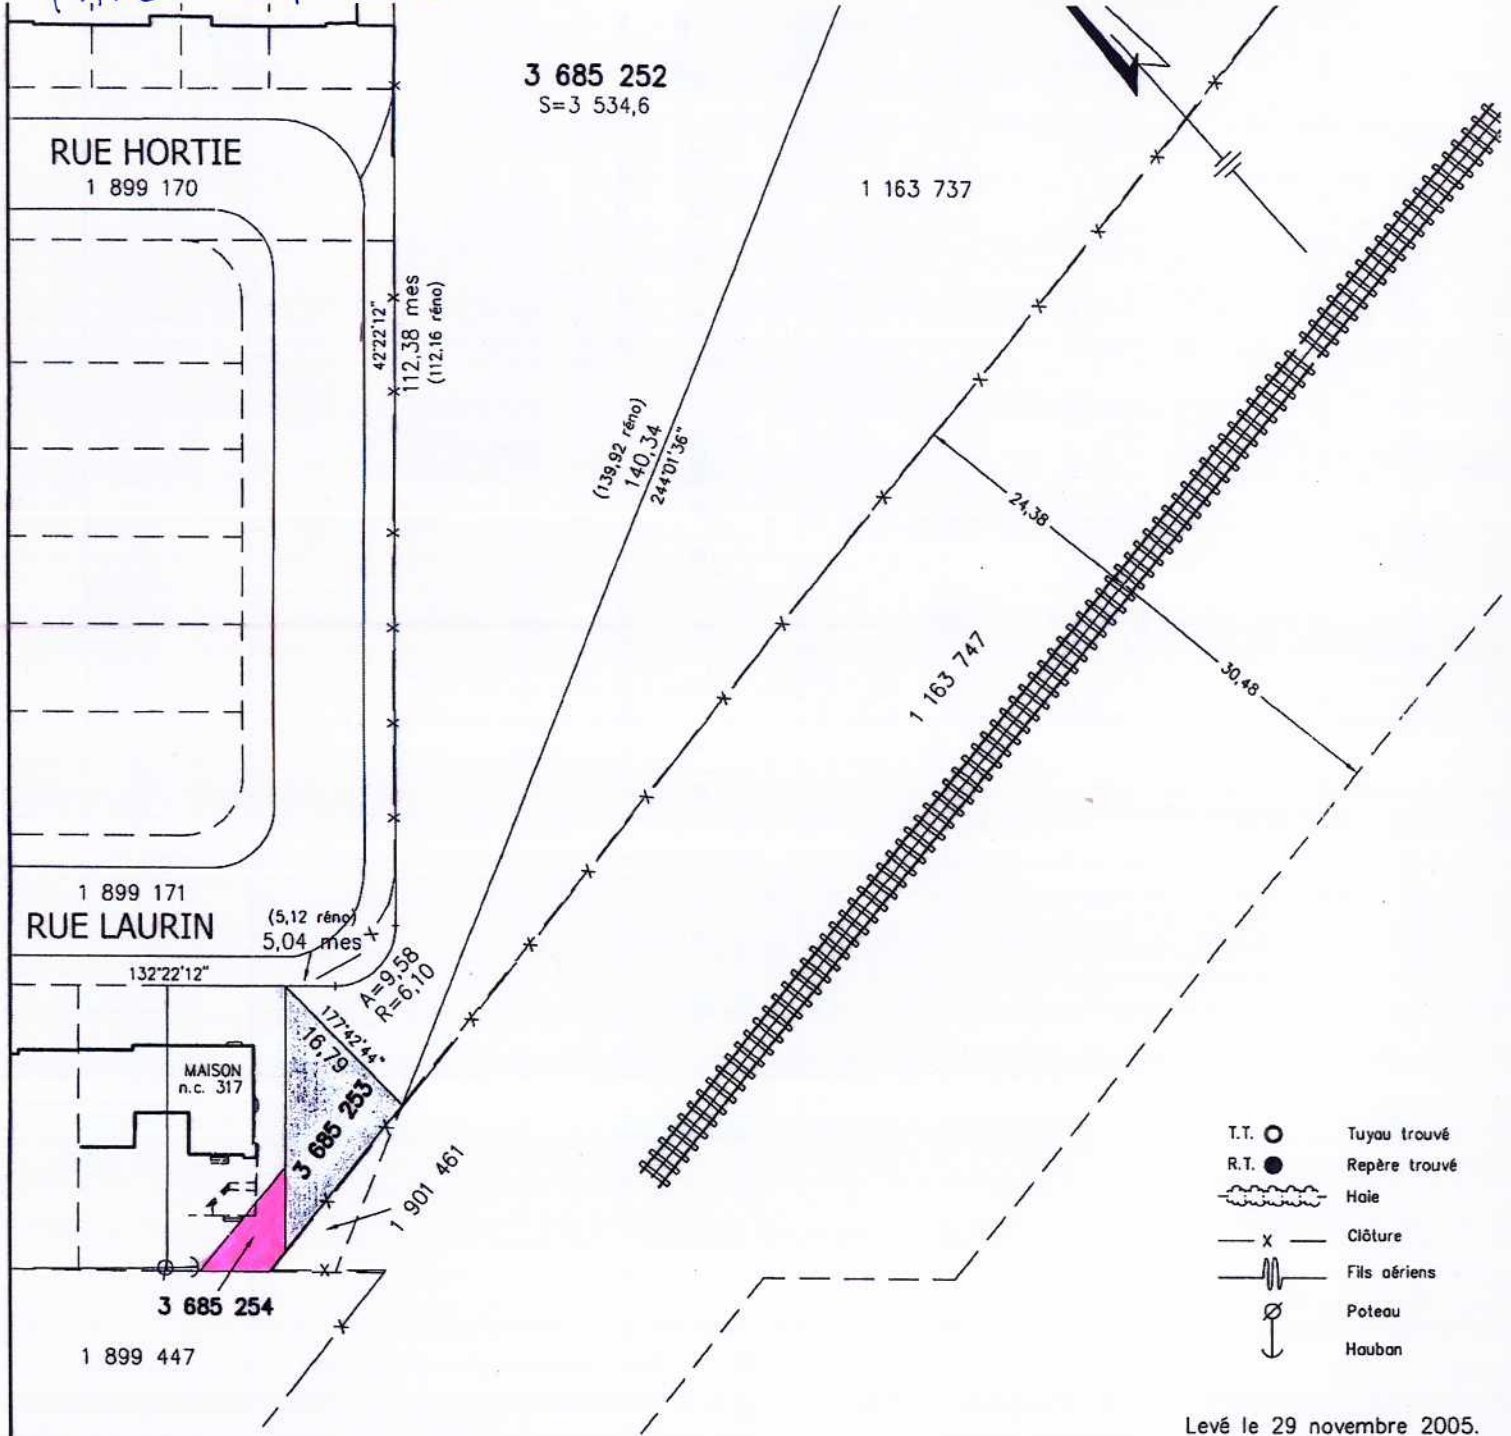 3 685 252
S=3 534,6
RUE HORTIE
1 899 170
1 163 737
42°22'12"
112,38 mes
(112,16 réno)
(139,92 réno)
140,34
244°01'36"
24,38
30,48
1 163 747
1 899 171
RUE LAURIN
(5,12 réno)
5,04 mes
132°22'12"
A=9,58
R=6,10
177°42'44"
16,79
3 685 253
MAISON
n.c. 317
1 901 461
3 685 254
1 899 447
T.T. Tuyau trouvé
R.T. Repère trouvé
Haie
Clôture
Fils aériens
Poteau
Hauban
Levé le 29 novembre 2005.